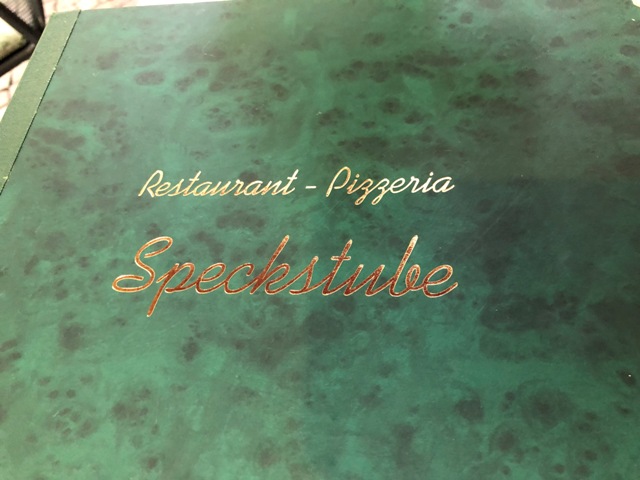 Restaurant - Pizzeria
Speckstube